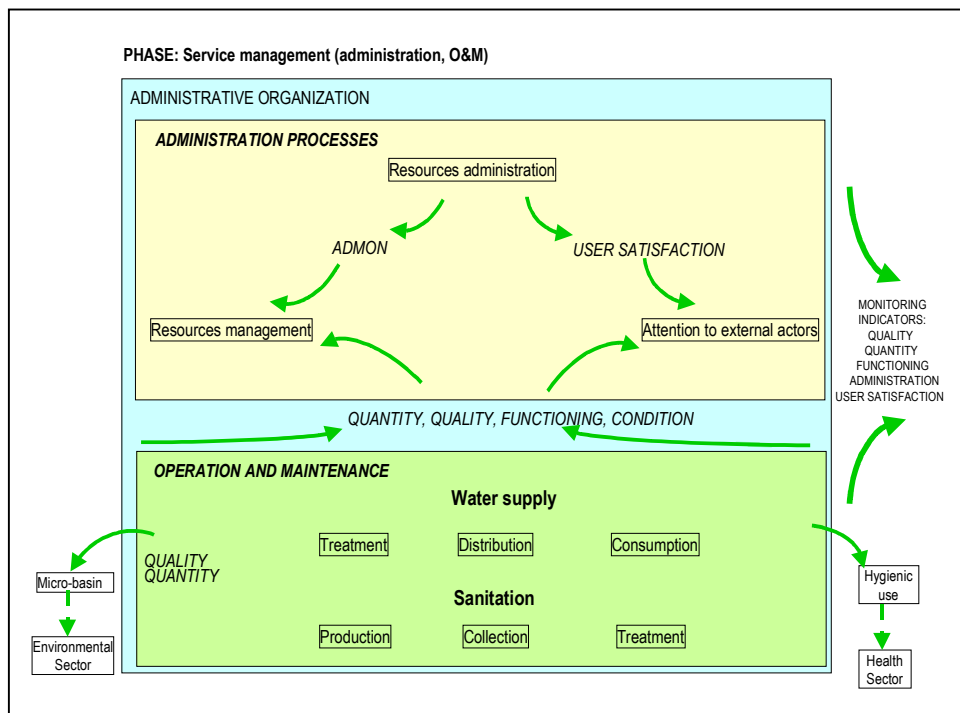 PHASE: Service management (administration, O&M)
ADMINISTRATIVE ORGANIZATION
ADMINISTRATION PROCESSES
Resources administration
ADMON
USER SATISFACTION
Resources management
Attention to external actors
MONITORING
INDICATORS:
QUALITY
QUANTITY
FUNCTIONING
ADMINISTRATION
USER SATISFACTION
QUANTITY, QUALITY, FUNCTIONING, CONDITION
OPERATION AND MAINTENANCE
Water supply
Treatment
Distribution
Consumption
QUALITY
QUANTITY
Sanitation
Production
Collection
Treatment
Micro-basin
Environmental
Sector
Hygienic
use
Health
Sector